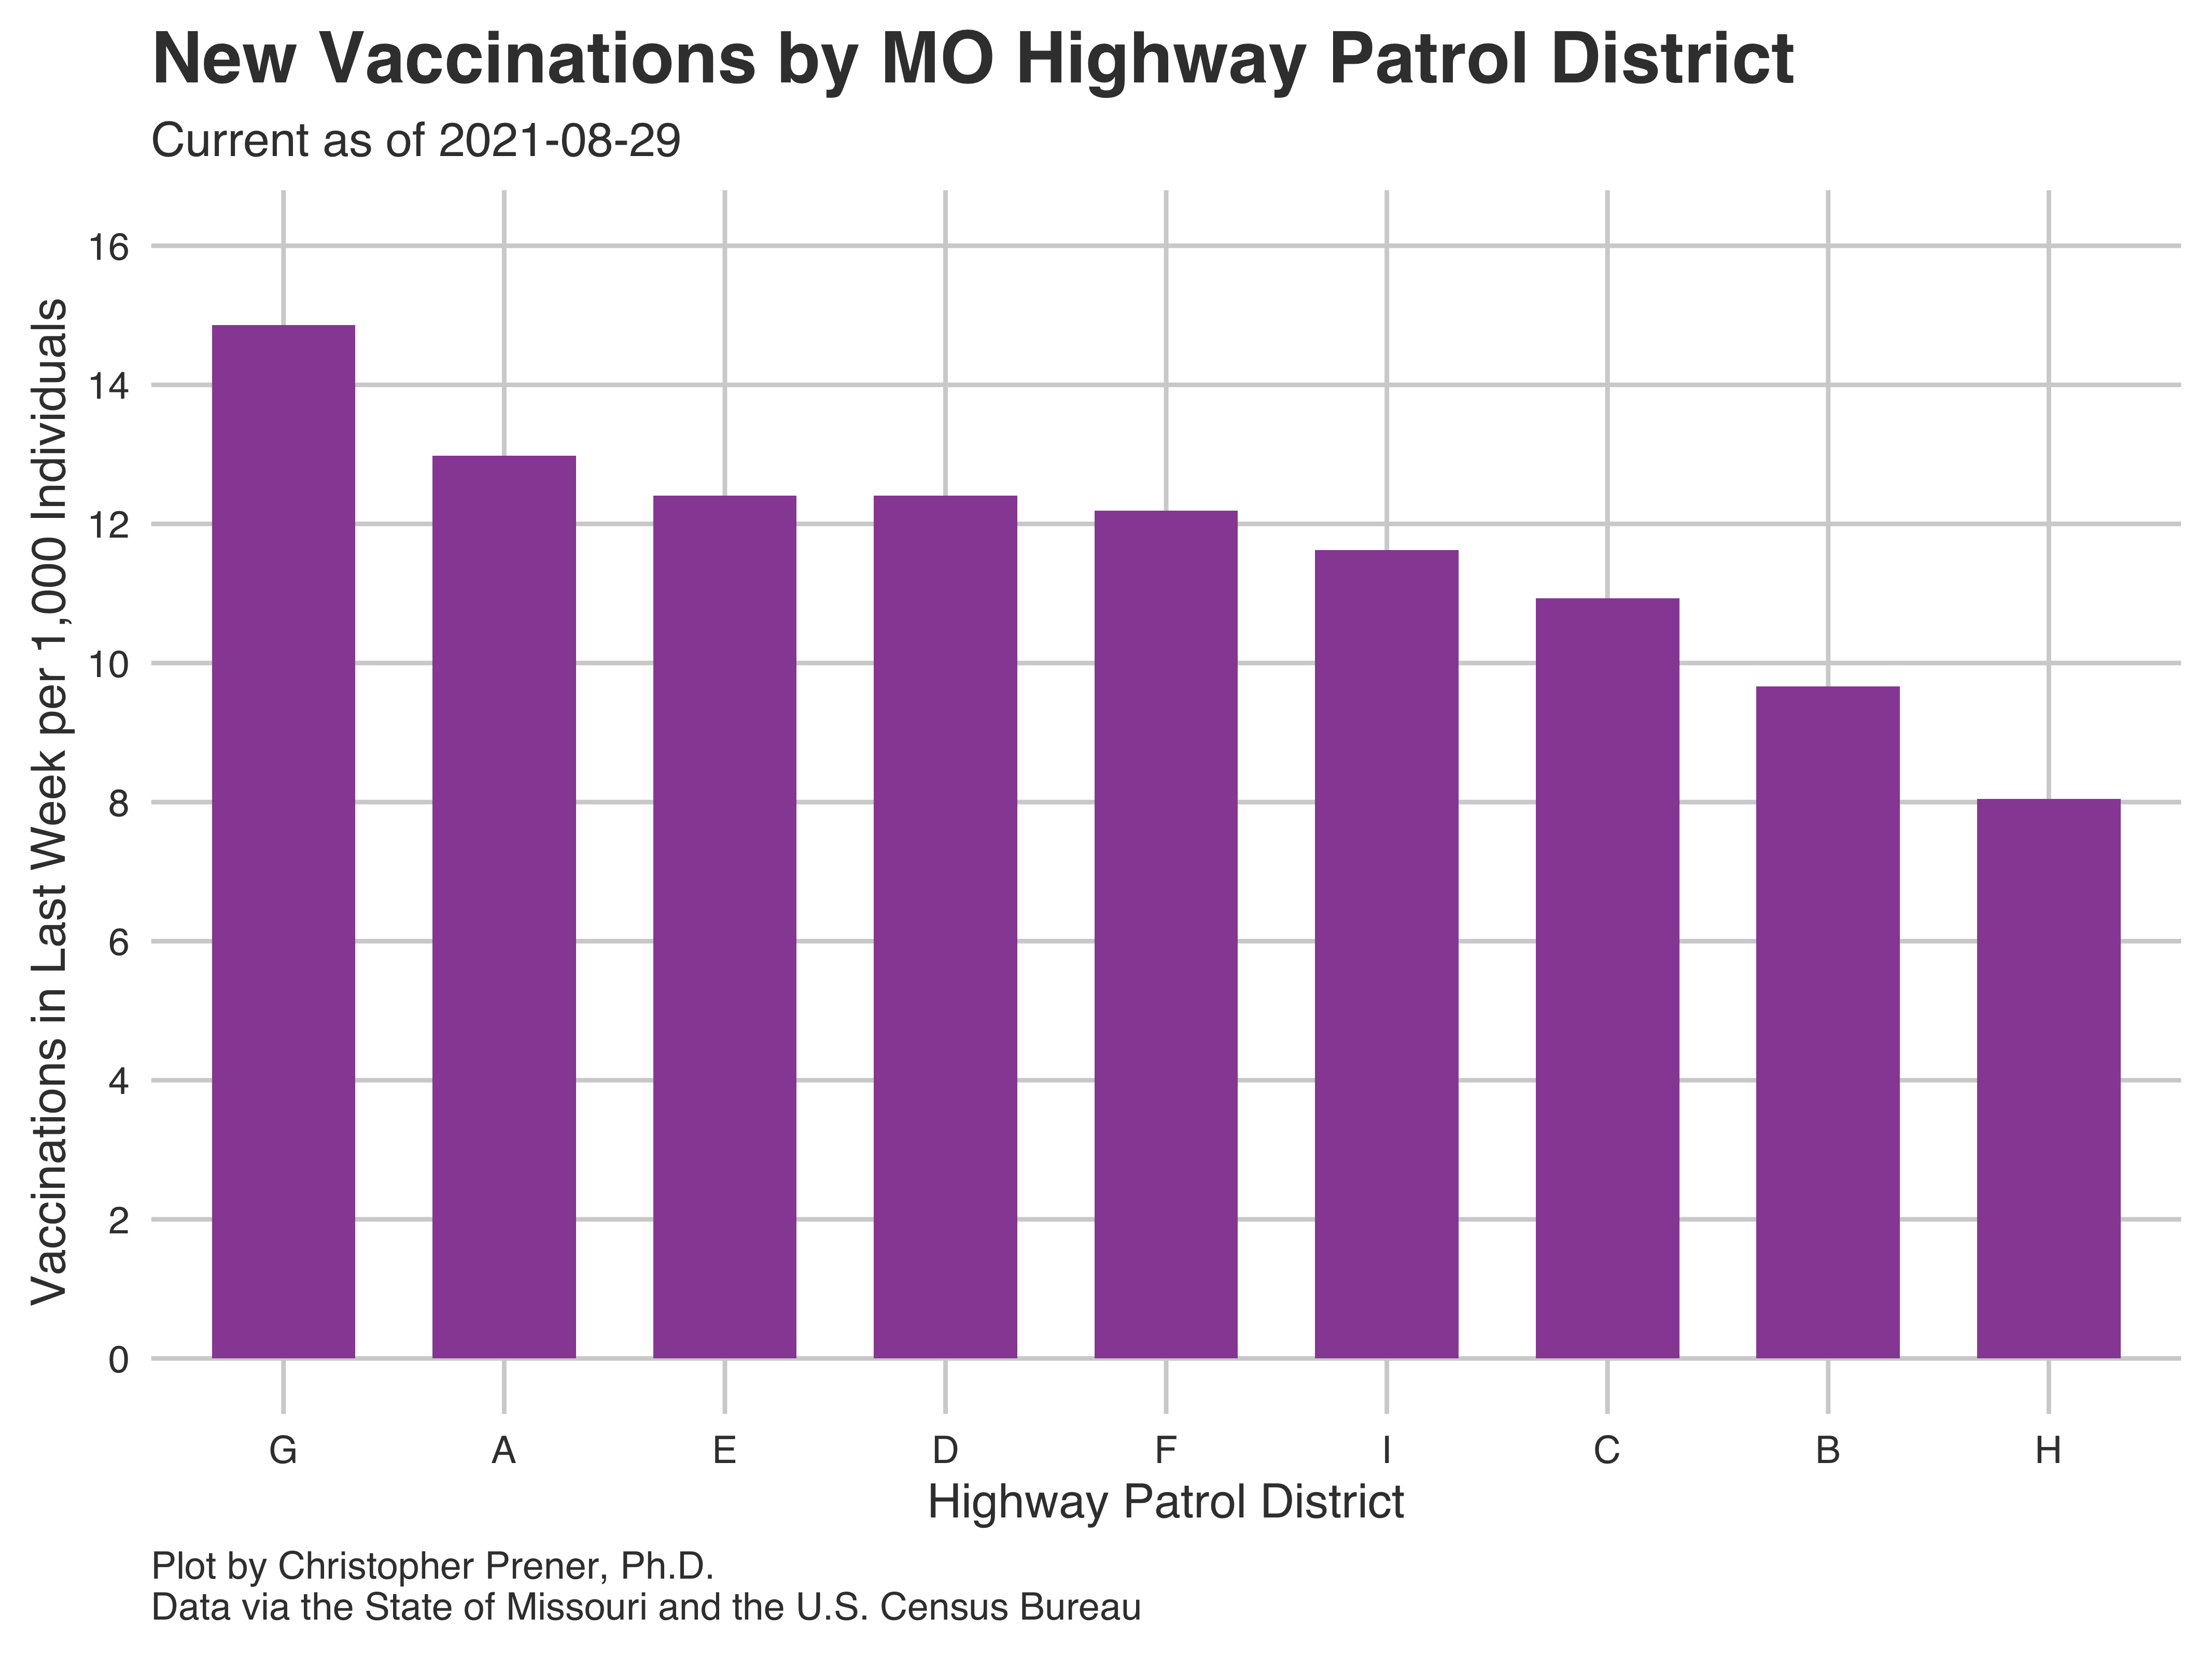 New Vaccinations by MO Highway Patrol District
Current as of 2021-08-29
Vaccinations in Last Week per 1,000 Individuals
16
14
12
10
8
6
4
2
0
G A E D F I C B H
Highway Patrol District
Plot by Christopher Prener, Ph.D.
Data via the State of Missouri and the U.S. Census Bureau